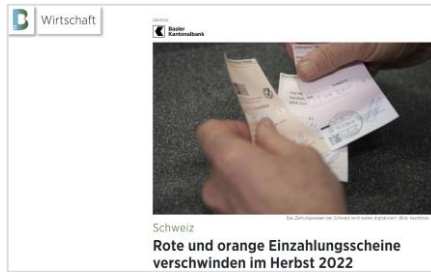 Wirtschaft
Basler
Kantonalbank
Schweiz
Rote und orange Einzahlungsscheine
verschwinden im Herbst 2022